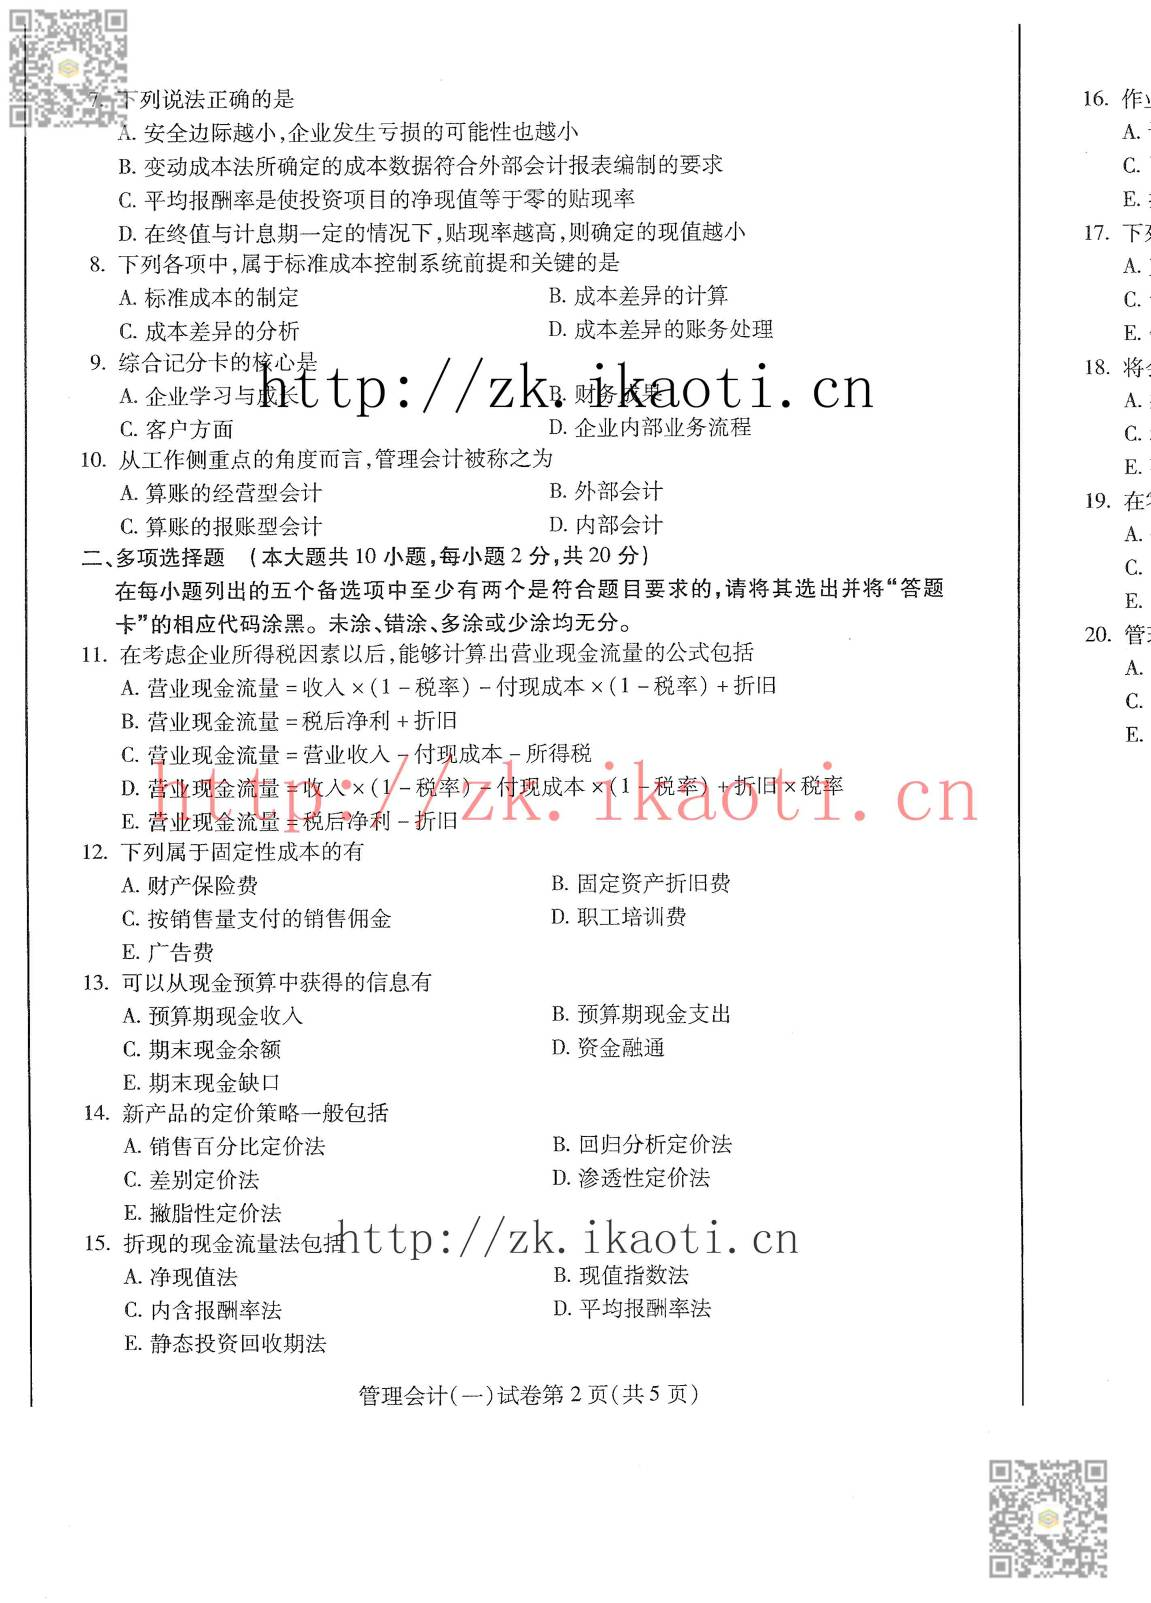 7. 下列说法正确的是
A. 安全边际越小,企业发生亏损的可能性也越小
B. 变动成本法所确定的成本数据符合外部会计报表编制的要求
C. 平均报酬率是使投资项目的净现值等于零的贴现率
D. 在终值与计息期一定的情况下,贴现率越高,则确定的现值越小
8. 下列各项中,属于标准成本控制系统前提和关键的是
A. 标准成本的制定 B. 成本差异的计算
C. 成本差异的分析 D. 成本差异的账务处理
9. 综合记分卡的核心是
A. 企业学习与成长 B. 财务成果
http://zk.ikaoti.cn
C. 客户方面 D. 企业内部业务流程
10. 从工作侧重点的角度而言,管理会计被称之为
A. 算账的经营型会计 B. 外部会计
C. 算账的报账型会计 D. 内部会计
二、多项选择题 (本大题共 10 小题,每小题 2 分,共 20 分)
在每小题列出的五个备选项中至少有两个是符合题目要求的,请将其选出并将“答题
卡”的相应代码涂黑。未涂、错涂、多涂或少涂均无分。
11. 在考虑企业所得税因素以后,能够计算出营业现金流量的公式包括
A. 营业现金流量=收入×(1-税率)-付现成本×(1-税率)+折旧
B. 营业现金流量=税后净利+折旧
C. 营业现金流量=营业收入-付现成本-所得税
D. 营业现金流量=收入×(1-税率)-付现成本×(1-税率)+折旧×税率
http://zk.ikaoti.cn
E. 营业现金流量=税后净利-折旧
12. 下列属于固定性成本的有
A. 财产保险费 B. 固定资产折旧费
C. 按销售量支付的销售佣金 D. 职工培训费
E. 广告费
13. 可以从现金预算中获得的信息有
A. 预算期现金收入 B. 预算期现金支出
C. 期末现金余额 D. 资金融通
E. 期末现金缺口
14. 新产品的定价策略一般包括
A. 销售百分比定价法 B. 回归分析定价法
C. 差别定价法 D. 渗透性定价法
E. 撇脂性定价法
15. 折现的现金流量法包括
http://zk.ikaoti.cn
A. 净现值法 B. 现值指数法
C. 内含报酬率法 D. 平均报酬率法
E. 静态投资回收期法
管理会计(一)试卷第 2 页(共 5 页)
16. 作
A.
C.
E.
17. 下
A.
C.
E.
18. 将
A.
C.
E.
19. 在
A.
C.
E.
20. 管
A.
C.
E.